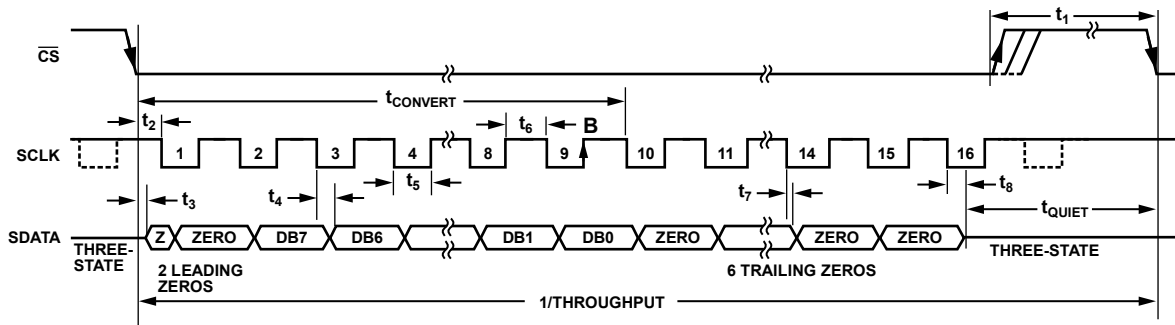 t1
CS
tCONVERT
t2
t6
B
SCLK
1
2
3
4
8
9
10
11
14
15
16
t3
t4
t5
t7
t8
tQUIET
SDATA
Z
ZERO
DB7
DB6
DB1
DB0
ZERO
ZERO
ZERO
THREE-
STATE
THREE-STATE
2 LEADING
ZEROS
6 TRAILING ZEROS
1/THROUGHPUT